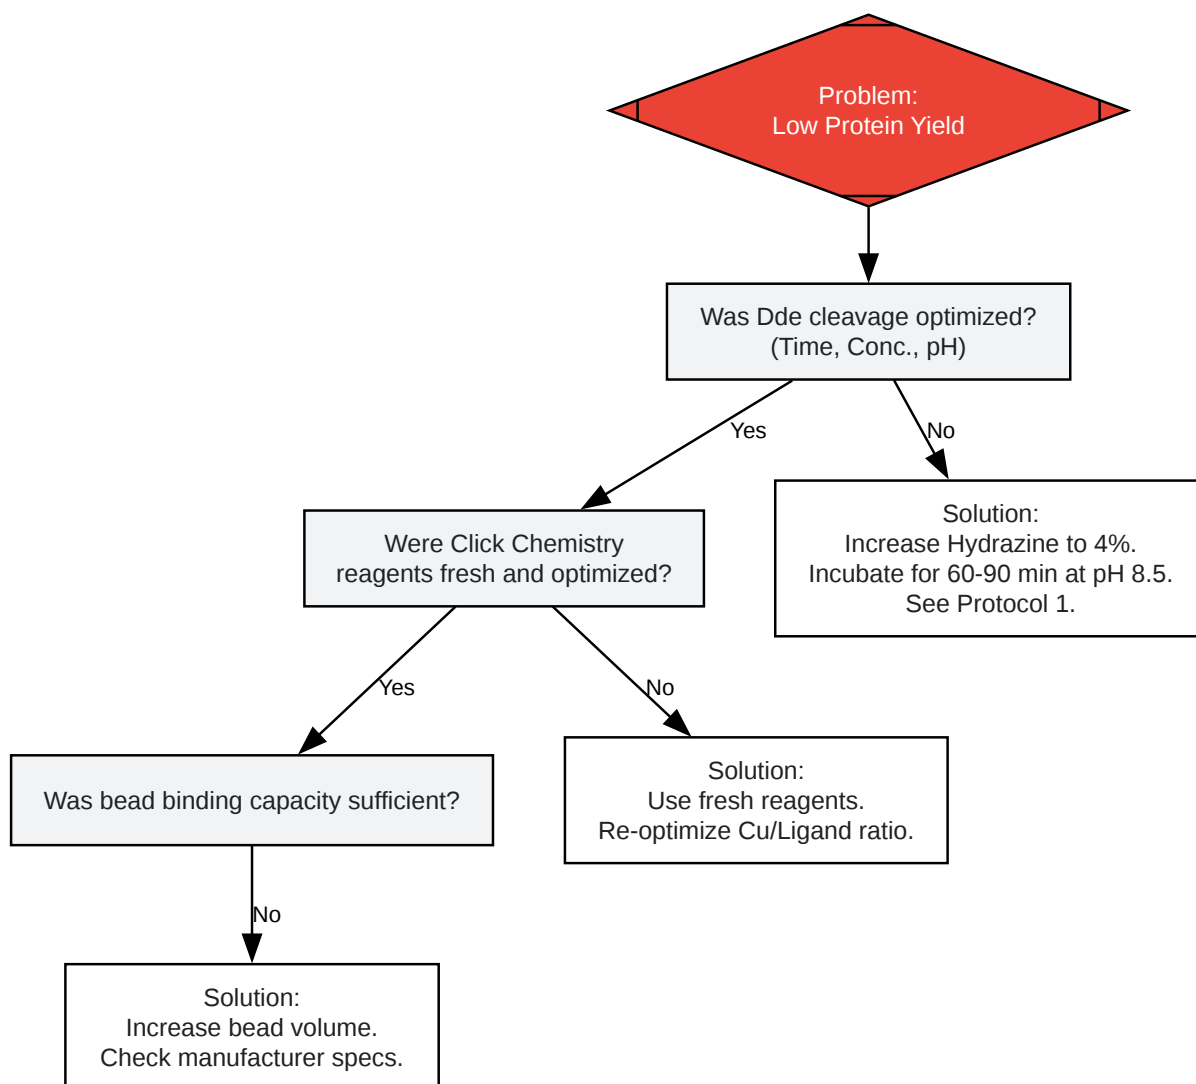 Problem:
Low Protein Yield
Was Dde cleavage optimized?
(Time, Conc., pH)
Yes
No
Solution:
Increase Hydrazine to 4%.
Incubate for 60-90 min at pH 8.5.
See Protocol 1.
Were Click Chemistry
reagents fresh and optimized?
Yes
No
Solution:
Use fresh reagents.
Re-optimize Cu/Ligand ratio.
Was bead binding capacity sufficient?
No
Solution:
Increase bead volume.
Check manufacturer specs.